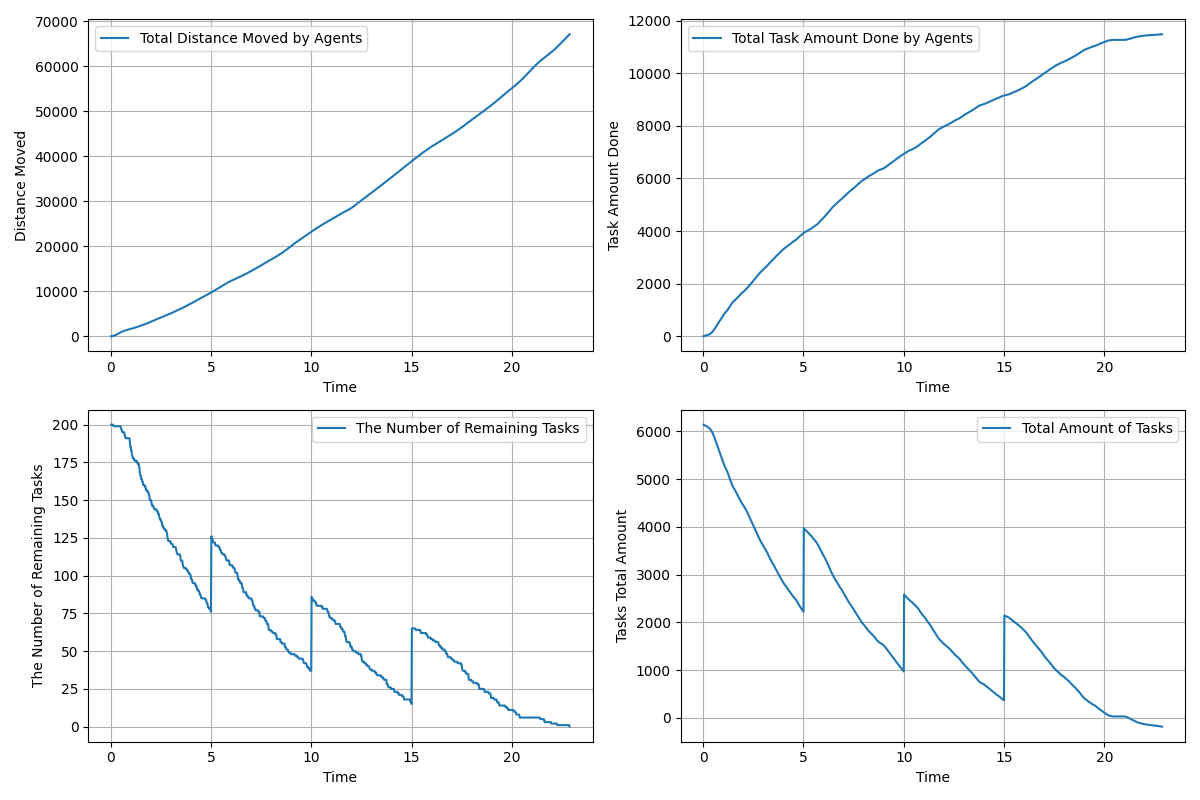 Total Distance Moved by Agents
Distance Moved
70000
60000
50000
40000
30000
20000
10000
0
0 5 10 15 20
Time
Total Task Amount Done by Agents
Task Amount Done
12000
10000
8000
6000
4000
2000
0
0 5 10 15 20
Time
The Number of Remaining Tasks
The Number of Remaining Tasks
200
175
150
125
100
75
50
25
0
0 5 10 15 20
Time
Total Amount of Tasks
Tasks Total Amount
6000
5000
4000
3000
2000
1000
0
0 5 10 15 20
Time